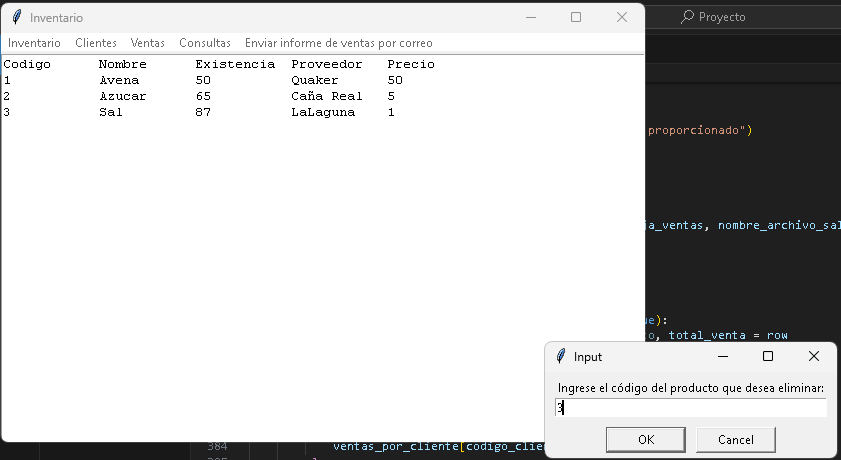 Inventario
Proyecto
Inventario Clientes Ventas Consultas Enviar informe de ventas por correo
Codigo Nombre Existencia Proveedor Precio
1 Avena 50 Quaker 50
2 Azucar 65 Caña Real 5
3 Sal 87 LaLaguna 1
proporcionado")
_ventas, nombre_archivo_sal
ue):
o, total_venta = row
Input
Ingrese el código del producto que desea eliminar:
3
OK Cancel
384 ventas_por_cliente[codigo_clie